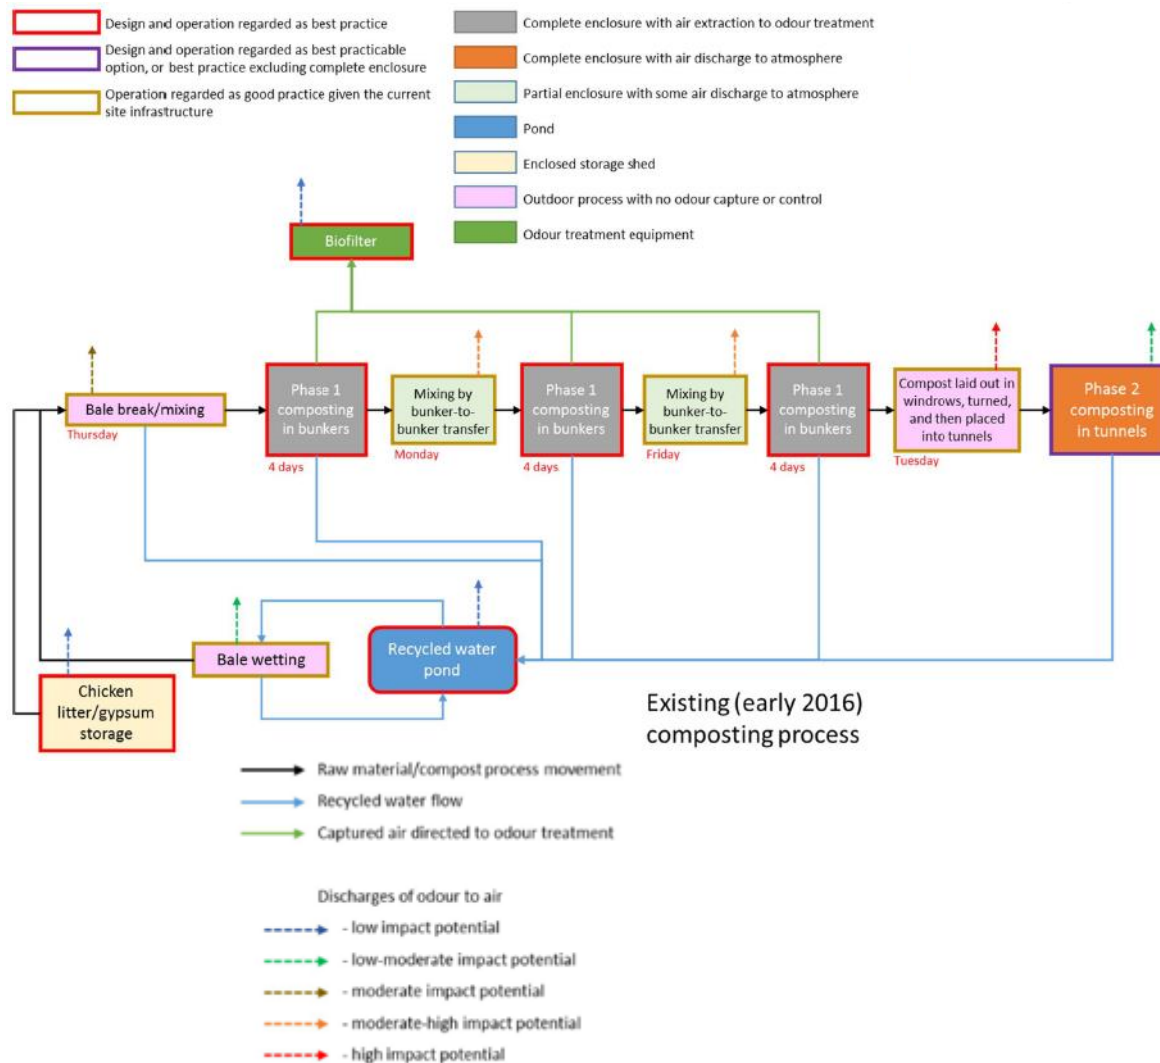 Design and operation regarded as best practice
Design and operation regarded as best practicable
option, or best practice excluding complete enclosure
Operation regarded as good practice given the current
site infrastructure
Complete enclosure with air extraction to odour treatment
Complete enclosure with air discharge to atmosphere
Partial enclosure with some air discharge to atmosphere
Pond
Enclosed storage shed
Outdoor process with no odour capture or control
Odour treatment equipment
Biofilter
Bale break/mixing
Thursday
Phase 1
composting
in bunkers
4 days
Mixing by
bunker-to-
bunker transfer
Monday
Phase 1
composting
in bunkers
4 days
Mixing by
bunker-to-
bunker transfer
Friday
Phase 1
composting
in bunkers
4 days
Compost laid out in
windrows, turned,
and then placed
into tunnels
Tuesday
Phase 2
composting
in tunnels
Bale wetting
Recycled water
pond
Chicken
litter/gypsum
storage
Existing (early 2016)
composting process
Raw material/compost process movement
Recycled water flow
Captured air directed to odour treatment
Discharges of odour to air
- low impact potential
- low-moderate impact potential
- moderate impact potential
- moderate-high impact potential
- high impact potential